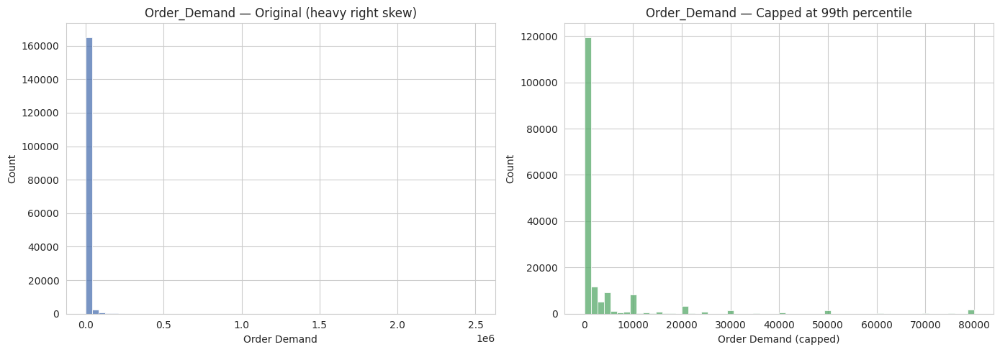 Order_Demand — Original (heavy right skew)
160000
140000
120000
100000
80000
60000
40000
20000
0
Count
0.0 0.5 1.0 1.5 2.0 2.5
1e6
Order Demand
Order_Demand — Capped at 99th percentile
120000
100000
80000
60000
40000
20000
0
Count
0 10000 20000 30000 40000 50000 60000 70000 80000
Order Demand (capped)